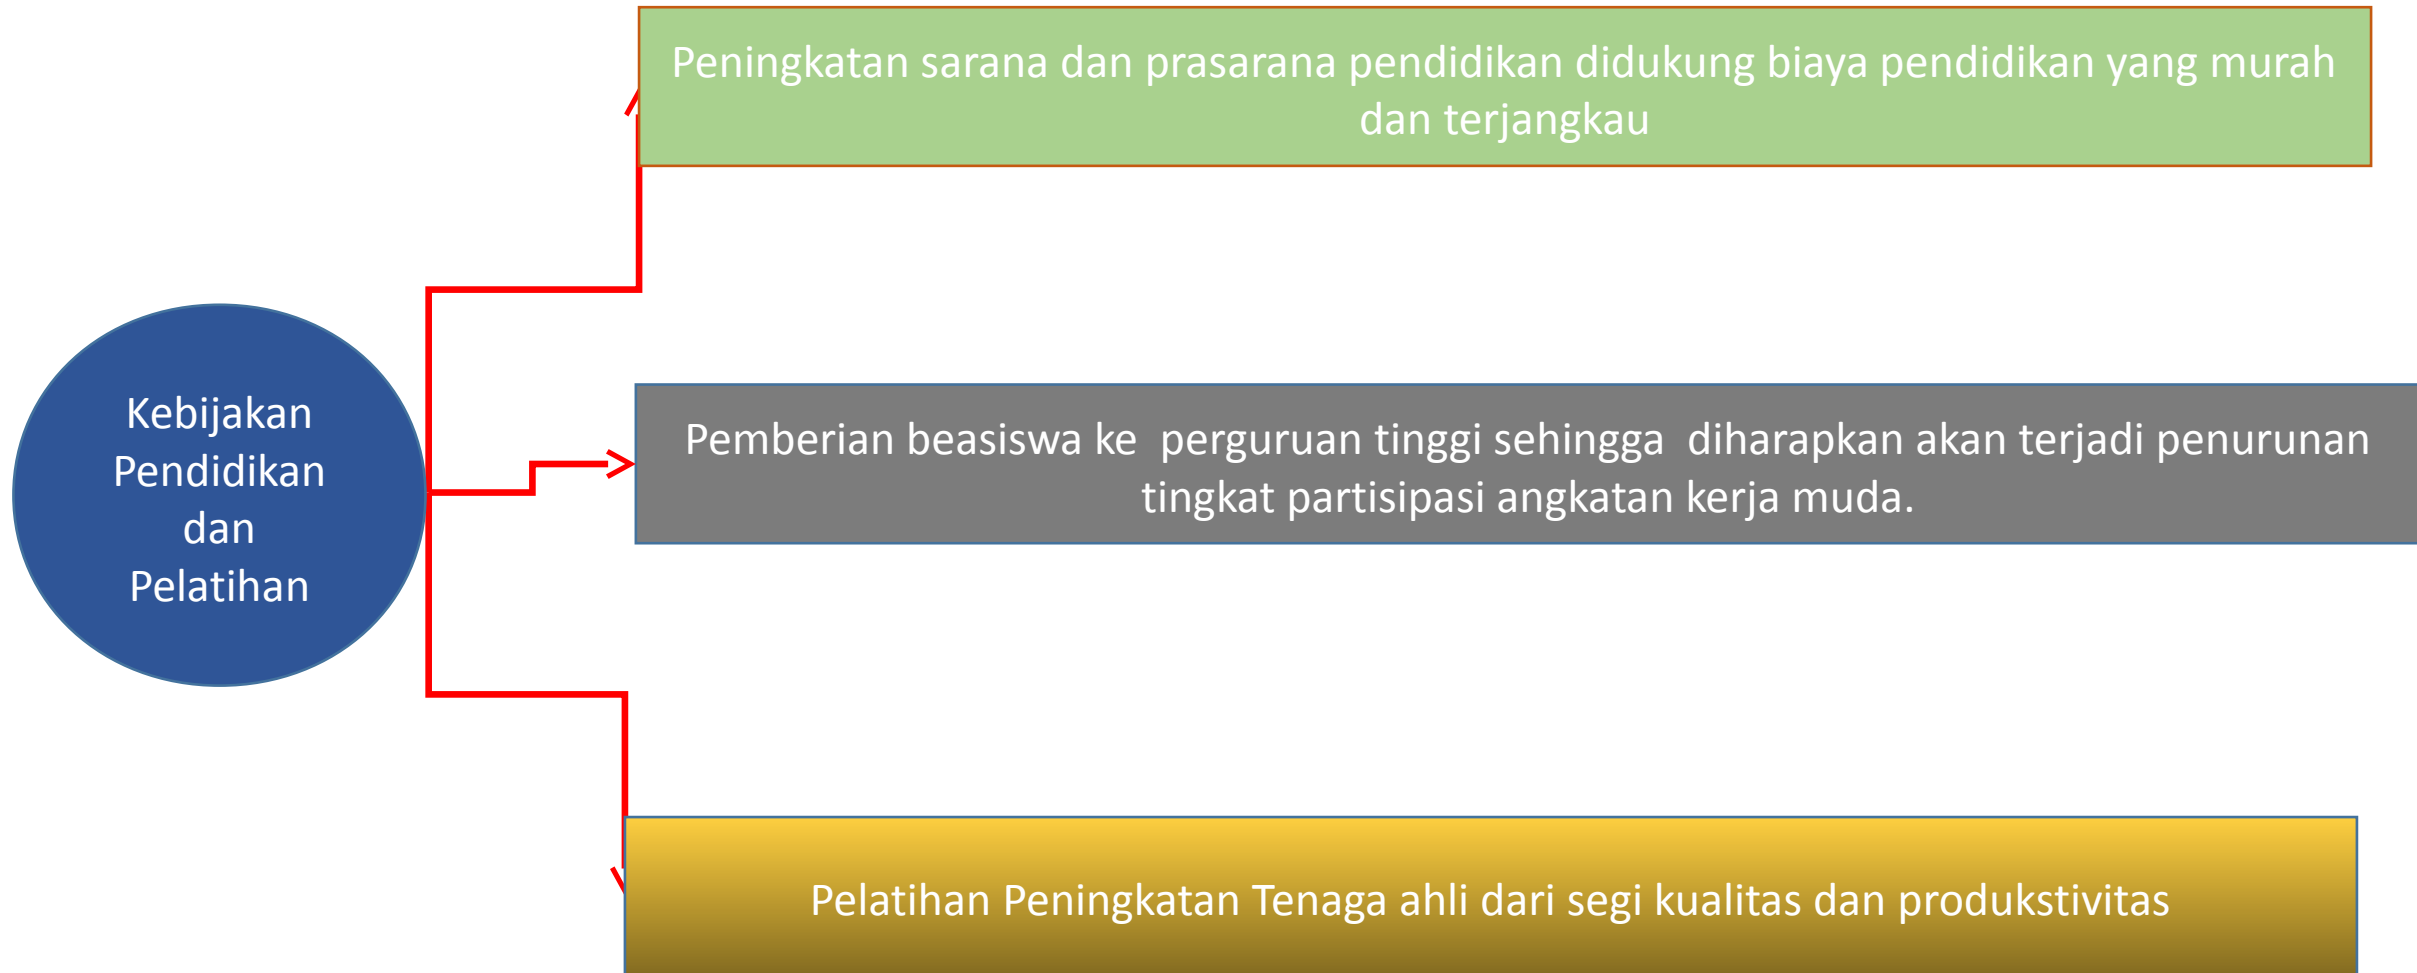 Peningkatan sarana dan prasarana pendidikan didukung biaya pendidikan yang murah
dan terjangkau
Kebijakan
Pendidikan
dan
Pelatihan
Pemberian beasiswa ke  perguruan tinggi sehingga  diharapkan akan terjadi penurunan
tingkat partisipasi angkatan kerja muda.
Pelatihan Peningkatan Tenaga ahli dari segi kualitas dan produkstivitas